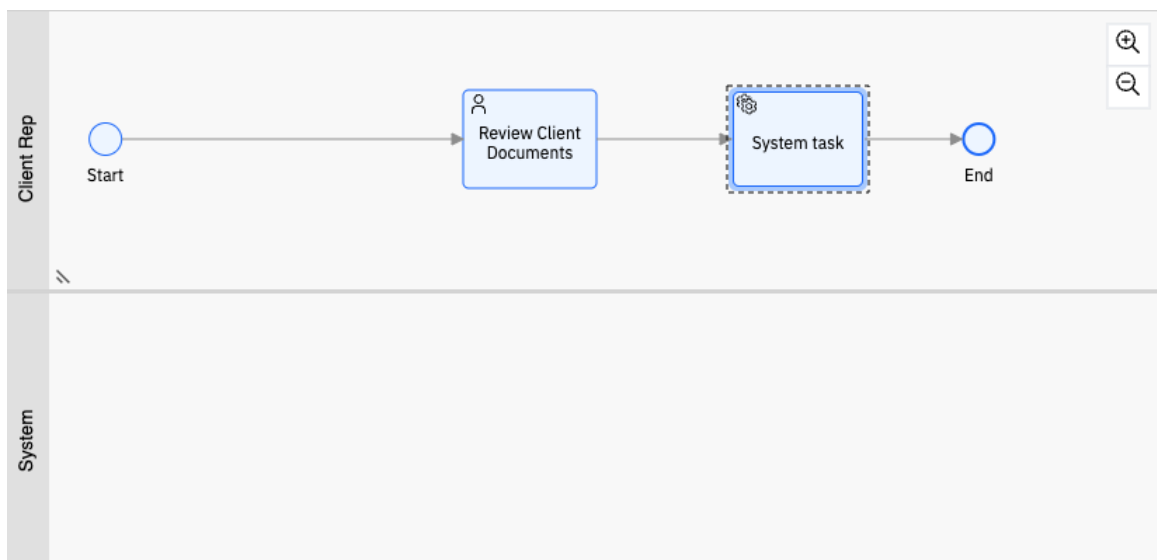 Client Rep
Start
Review Client
Documents
System task
End
System